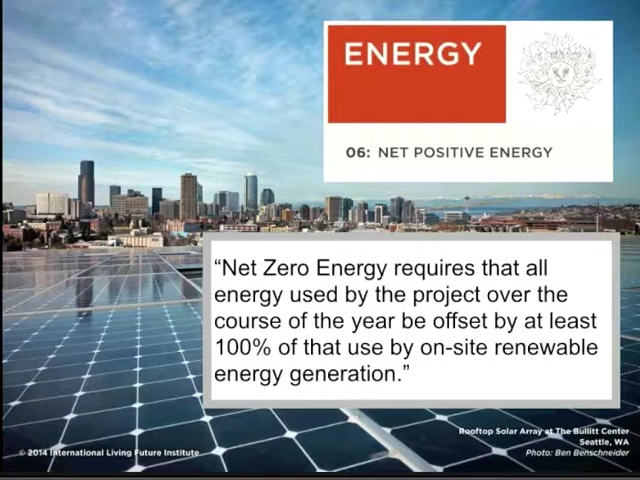 ENERGY
06: NET POSITIVE ENERGY
“Net Zero Energy requires that all
energy used by the project over the
course of the year be offset by at least
100% of that use by on-site renewable
energy generation.”
Rooftop Solar Array at The Bullitt Center
Seattle, WA
Photo: Ben Benschneider
© 2014 International Living Future Institute